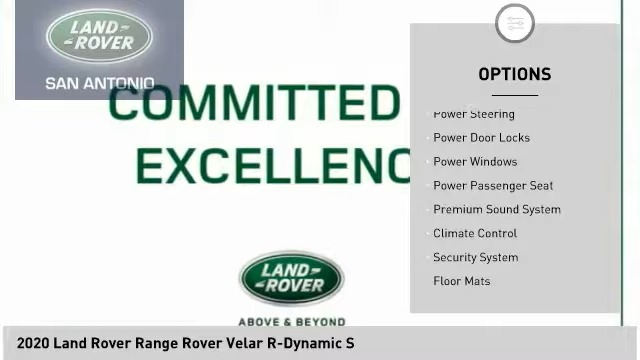 LAND-
-ROVER
SAN ANTONIO
COMMITTED
EXCELLENC
LAND-
-ROVER
ABOVE & BEYOND
OPTIONS
Power Steering
Power Door Locks
Power Windows
Power Passenger Seat
Premium Sound System
Climate Control
Security System
Floor Mats
2020 Land Rover Range Rover Velar R-Dynamic S